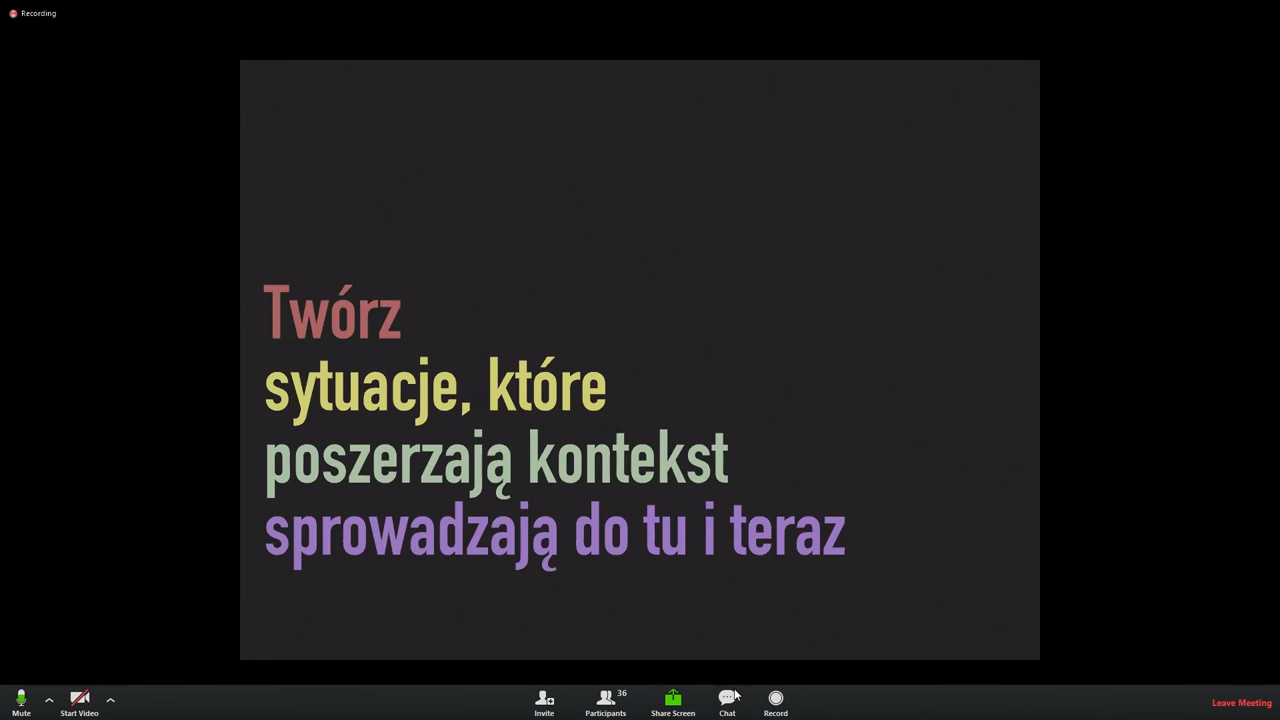 Recording
Twórz
sytuacje, które
poszerzają kontekst
sprowadzają do tu i teraz
Mute
Start Video
Invite
36
Participants
Share Screen
Chat
Record
Leave Meeting